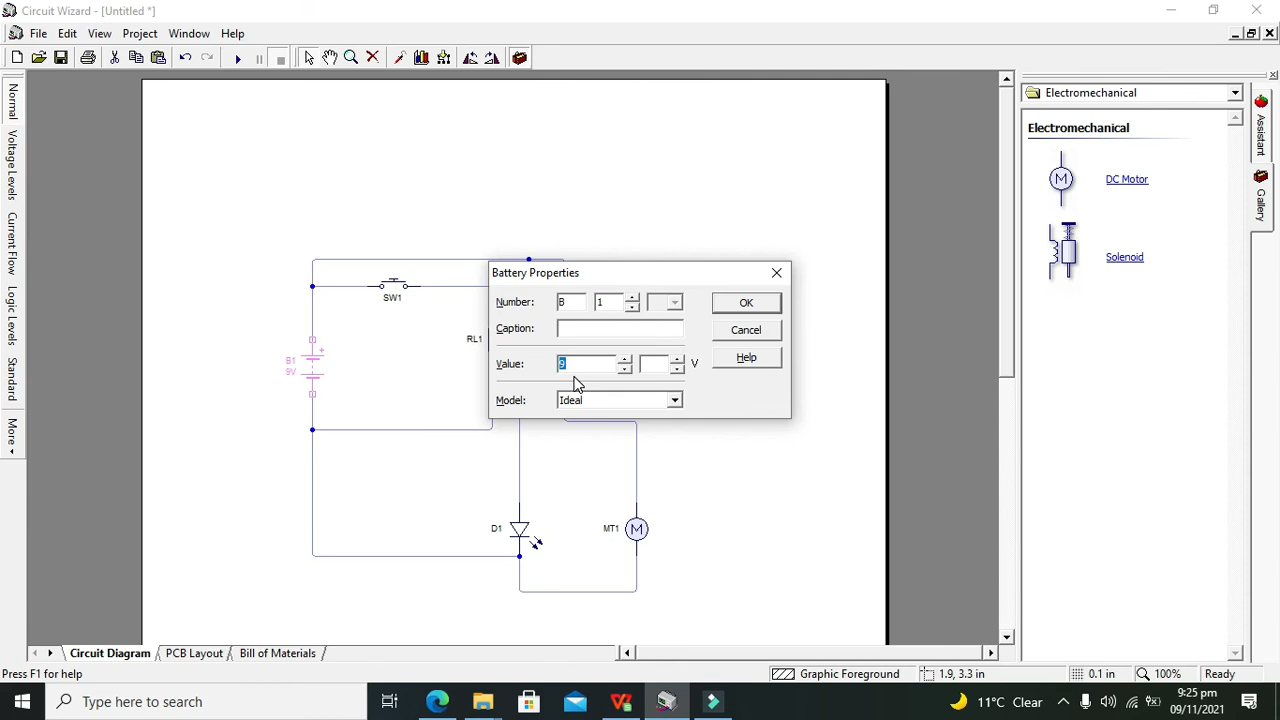 Circuit Wizard - [Untitled *]
File Edit View Project Window Help
Normal
Voltage Levels
Current Flow
Logic Levels
Standard
More
Electromechanical
Electromechanical
DC Motor
Solenoid
Assistant
Gallery
SW1
RL1
B1
9V
+
D1
MT1
M
M
Battery Properties
Number: B 1
OK
Caption:
Cancel
Value: 9 V
Help
Model: Ideal
Circuit Diagram PCB Layout Bill of Materials
Press F1 for help
Graphic Foreground
1.9, 3.3 in
0.1 in
100%
Ready
Type here to search
11°C Clear
9:25 pm
09/11/2021